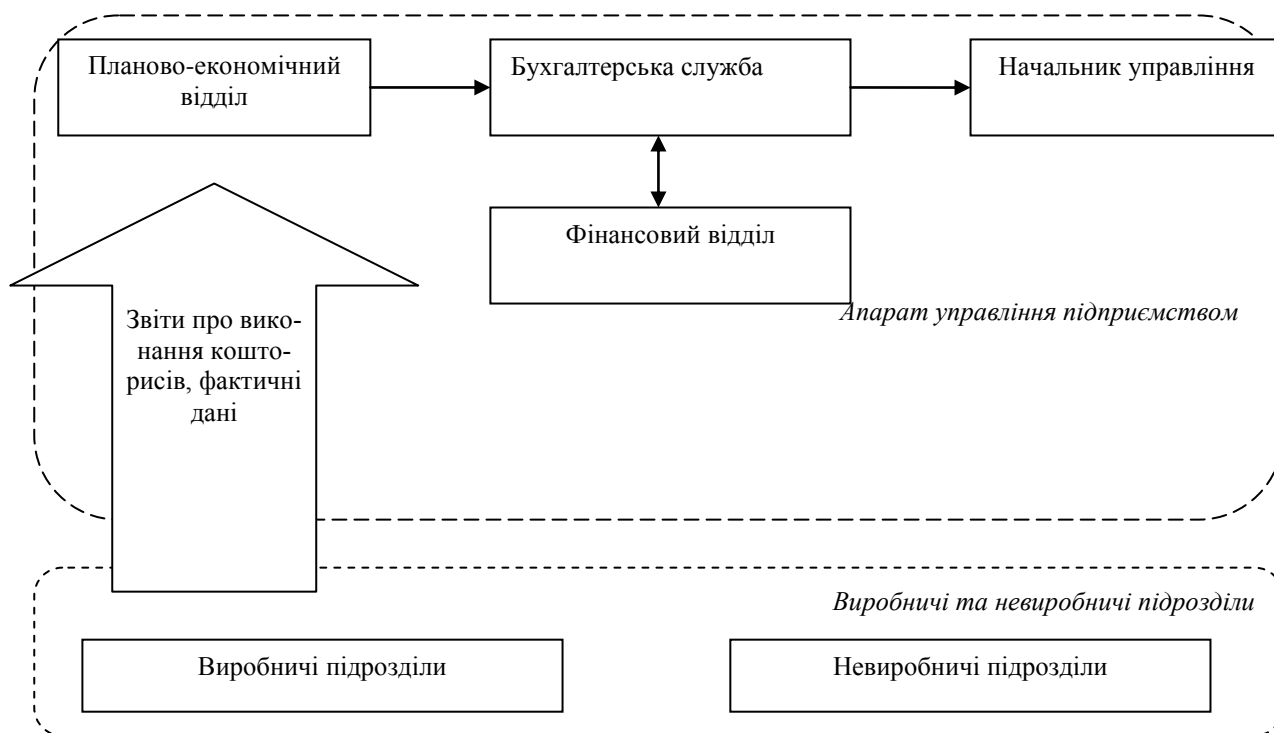 Планово-економічний
відділ
Бухгалтерська служба
Начальник управління
Фінансовий відділ
Апарат управління підприємством
Звіти про вико-
нання кошто-
рисів, фактичні
дані
Виробничі та невиробничі підрозділи
Виробничі підрозділи
Невиробничі підрозділи